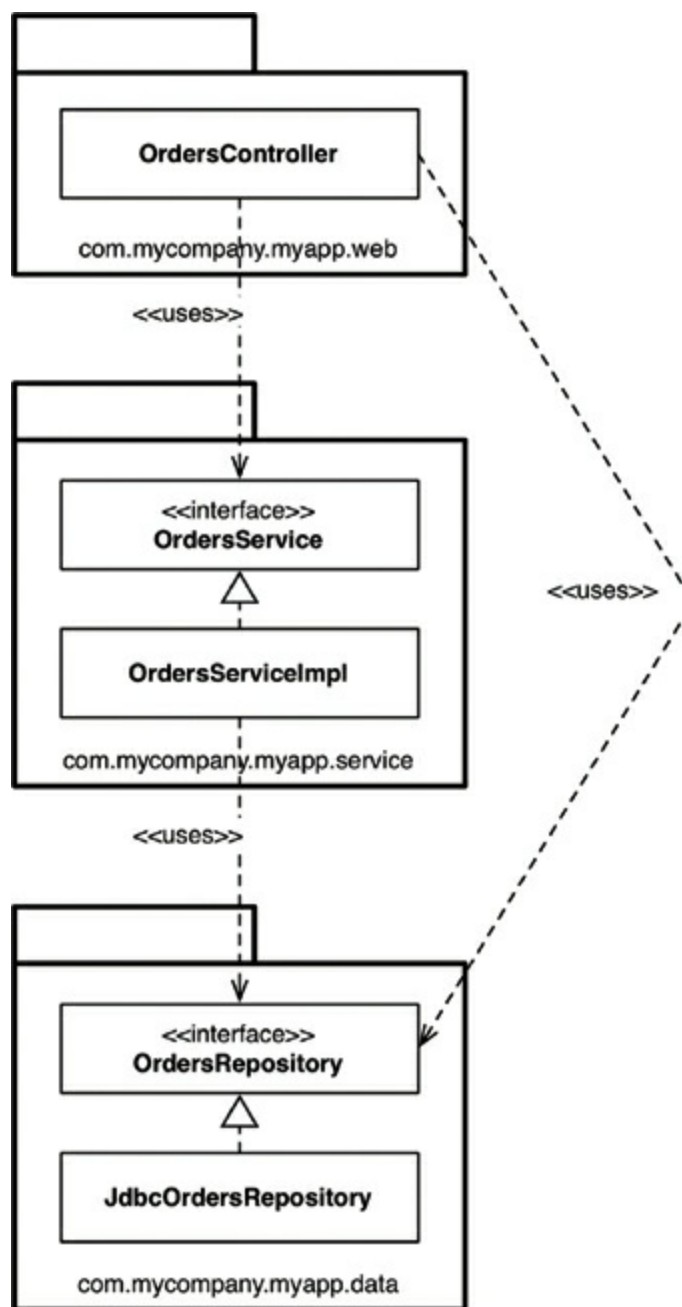 OrdersController
com.mycompany.myapp.web
<<uses>>
<<interface>>
OrdersService
<<uses>>
OrdersServiceImpl
com.mycompany.myapp.service
<<uses>>
<<interface>>
OrdersRepository
JdbcOrdersRepository
com.mycompany.myapp.data